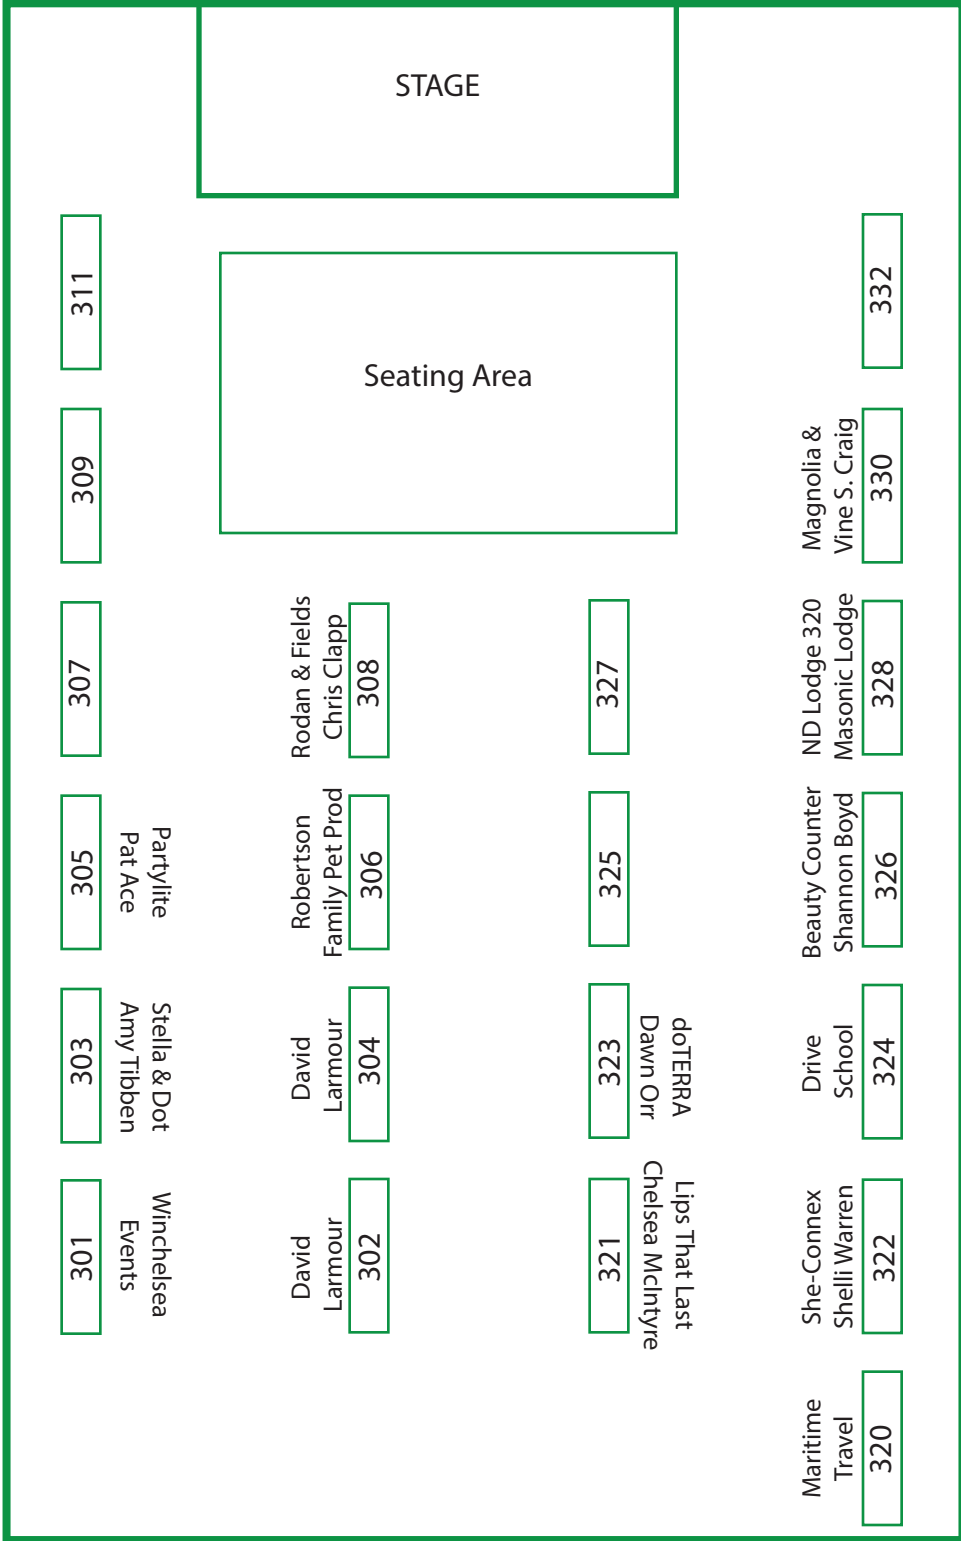 STAGE
Seating Area
311
309
307
305
Partylite
Pat Ace
303
Stella & Dot
Amy Tibben
301
Winchelsea
Events
Rodan & Fields
Chris Clapp
308
Robertson
Family Pet Prod
306
David
Larmour
304
David
Larmour
302
327
325
323
doTERRA
Dawn Orr
321
Lips That Last
Chelsea McIntyre
332
Magnolia &
Vine S. Craig
330
ND Lodge 320
Masonic Lodge
328
Beauty Counter
Shannon Boyd
326
Drive
School
324
She-Connex
Shelli Warren
322
Maritime
Travel
320